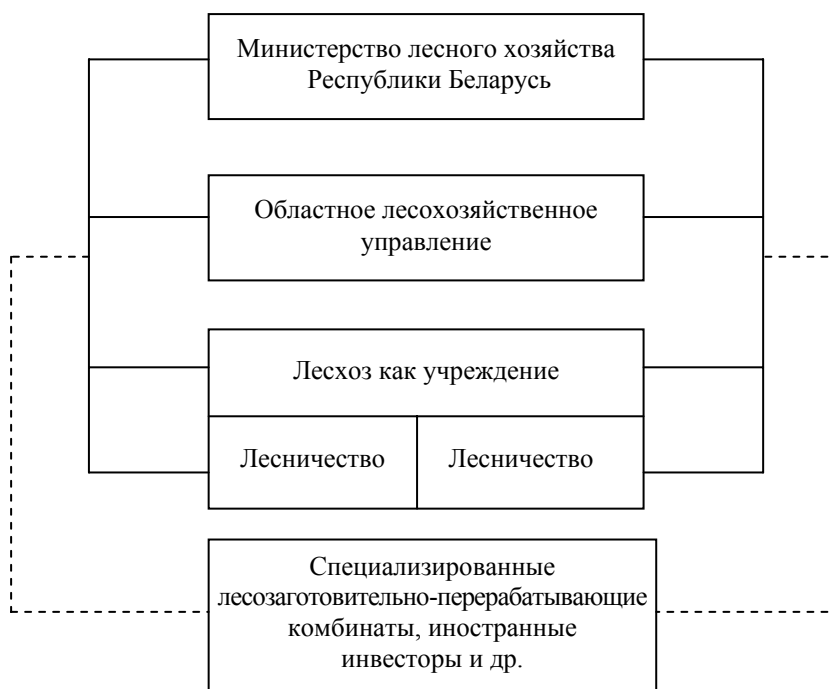 Министерство лесного хозяйства
Республики Беларусь
Областное лесохозяйственное
управление
Лесхоз как учреждение
Лесничество
Лесничество
Специализированные
лесозаготовительно-перерабатывающие
комбинаты, иностранные
инвесторы и др.